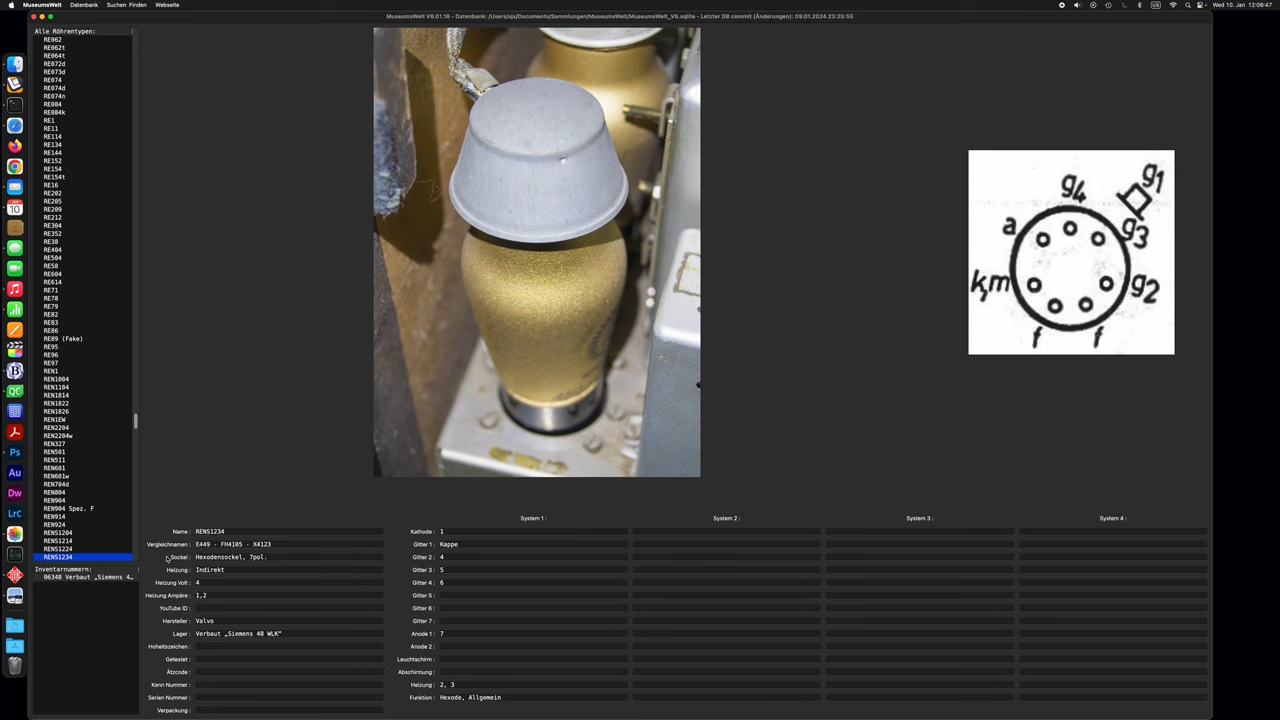 MuseumsWelt Datenbank Suchen Finden Webseite
US
Wed 10. Jan. 12:06:47
MuseumsWelt V6.01.16 - Datenbank: /Users/sjs/Documents/Sammlungen/MuseumsWelt/MuseumsWelt_V6.sqlite - Letzter DB commit (Änderungen): 09.01.2024 23:25:55
Alle Röhrentypen:
RE062
RE062t
RE064t
RE072d
RE073d
RE074
RE074d
RE074n
RE084
RE084k
RE1
RE11
RE114
RE134
RE144
RE152
RE154
RE154t
RE16
RE202
RE205
RE209
RE212
RE304
RE352
RE38
RE404
RE504
RE58
RE604
RE614
RE71
RE78
RE79
RE82
RE83
RE86
RE89 (Fake)
RE95
RE96
RE97
REN1
REN1004
REN1104
REN1814
REN1822
REN1826
REN1EW
REN2204
REN2204w
REN327
REN501
REN511
REN601
REN601w
REN704d
REN804
REN904
REN904 Spez. F
REN914
REN924
RENS1204
RENS1214
RENS1224
RENS1234
Inventarnummern:
06348 Verbaut „Siemens 4…
10
QC
Ps
Au
Dw
LrC
g1
g4
a
g3
k,m
g2
f
f
Name : RENS1234
Vergleichnamen : E449 - FH4105 - X4123
Sockel : Hexodensockel, 7pol.
Heizung : Indirekt
Heizung Volt : 4
Heizung Ampère : 1,2
YouTube ID :
Hersteller : Valvo
Lager : Verbaut „Siemens 48 WLK“
Hoheitszeichen :
Getestet :
Ätzcode :
Kenn Nummer :
Serien Nummer :
Verpackung :
System 1 : System 2 : System 3 : System 4 :
Kathode : 1
Gitter 1 : Kappe
Gitter 2 : 4
Gitter 3 : 5
Gitter 4 : 6
Gitter 5 :
Gitter 6 :
Gitter 7 :
Anode 1 : 7
Anode 2 :
Leuchtschirm :
Abschirmung :
Heizung : 2, 3
Funktion : Hexode, Allgemein